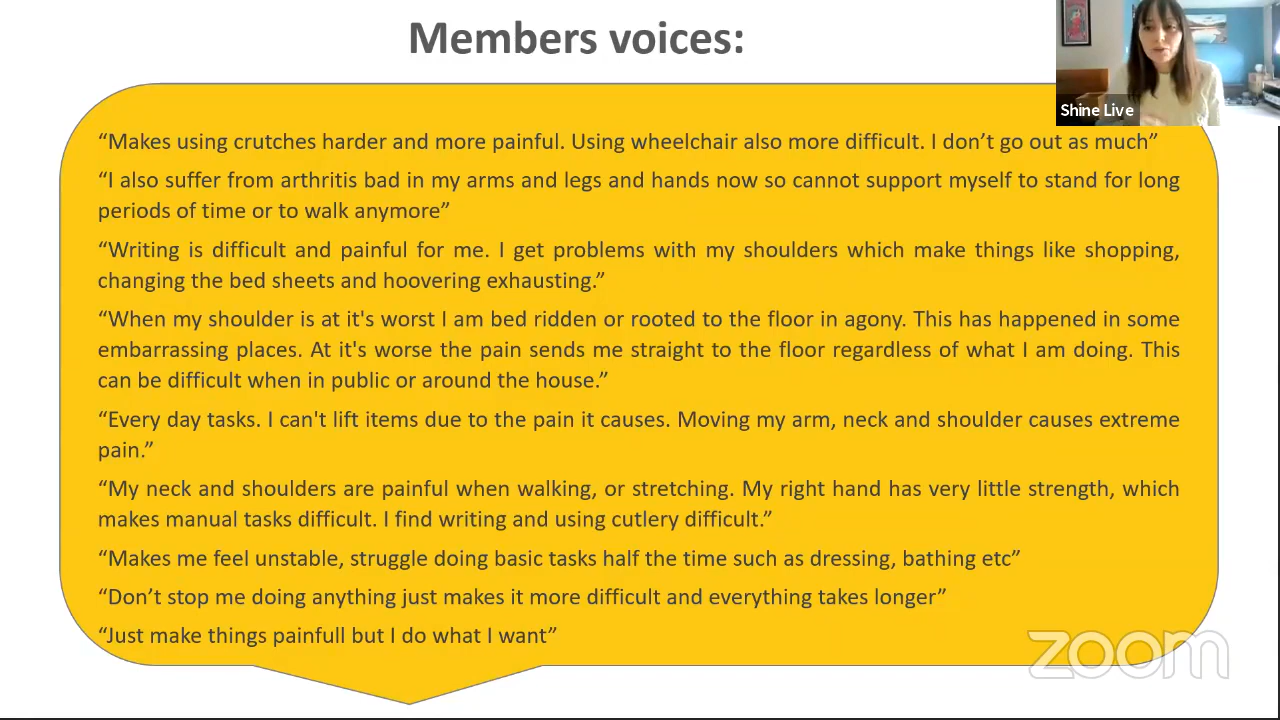 Members voices:
Shine Live
“Makes using crutches harder and more painful. Using wheelchair also more difficult. I don’t go out as much”
“I also suffer from arthritis bad in my arms and legs and hands now so cannot support myself to stand for long
periods of time or to walk anymore”
“Writing is difficult and painful for me. I get problems with my shoulders which make things like shopping,
changing the bed sheets and hoovering exhausting.”
“When my shoulder is at it's worst I am bed ridden or rooted to the floor in agony. This has happened in some
embarrassing places. At it's worse the pain sends me straight to the floor regardless of what I am doing. This
can be difficult when in public or around the house.”
“Every day tasks. I can't lift items due to the pain it causes. Moving my arm, neck and shoulder causes extreme
pain.”
“My neck and shoulders are painful when walking, or stretching. My right hand has very little strength, which
makes manual tasks difficult. I find writing and using cutlery difficult.”
“Makes me feel unstable, struggle doing basic tasks half the time such as dressing, bathing etc”
“Don’t stop me doing anything just makes it more difficult and everything takes longer”
“Just make things painfull but I do what I want”
zoom